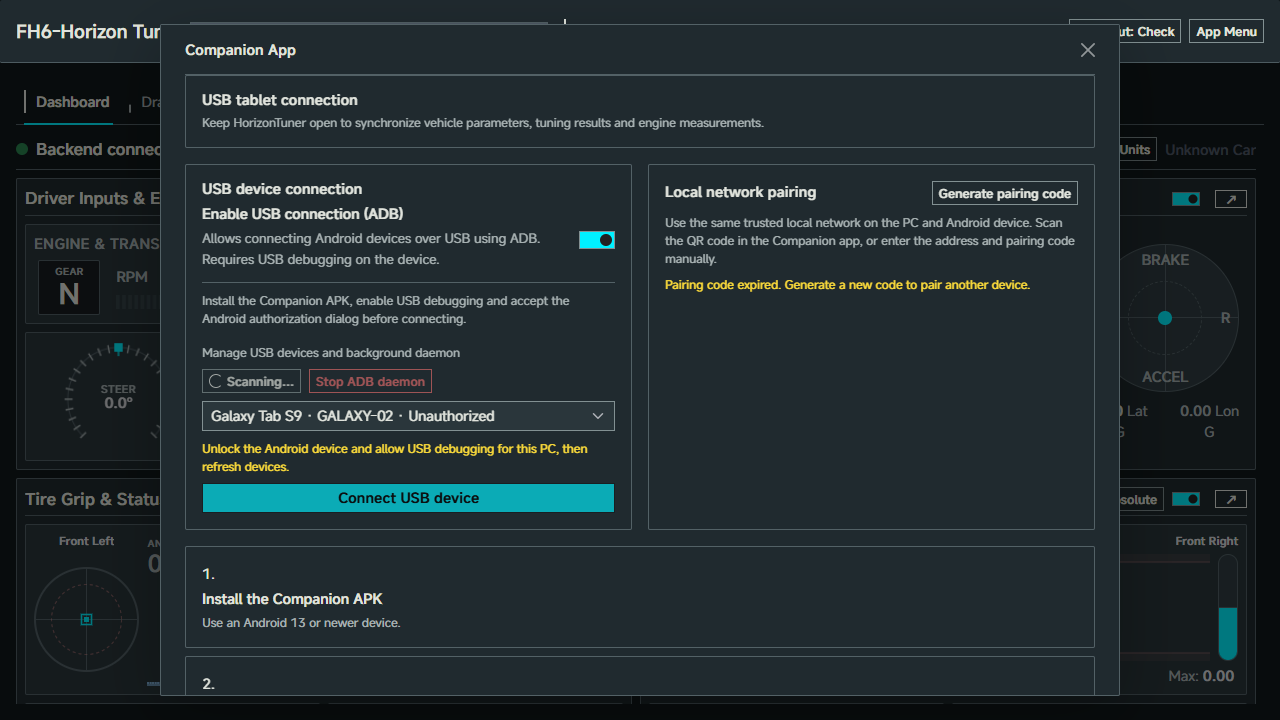 FH6-Horizon Tun
Check
App Menu
Companion App
USB tablet connection
Keep HorizonTuner open to synchronize vehicle parameters, tuning results and engine measurements.
Dashboard
Backend connec
Units
Unknown Car
USB device connection
Enable USB connection (ADB)
Allows connecting Android devices over USB using ADB.
Requires USB debugging on the device.
Install the Companion APK, enable USB debugging and accept the
Android authorization dialog before connecting.
Manage USB devices and background daemon
Scanning...
Stop ADB daemon
Galaxy Tab S9 · GALAXY-02 · Unauthorized
Unlock the Android device and allow USB debugging for this PC, then
refresh devices.
Connect USB device
Local network pairing
Generate pairing code
Use the same trusted local network on the PC and Android device. Scan
the QR code in the Companion app, or enter the address and pairing code
manually.
Pairing code expired. Generate a new code to pair another device.
Driver Inputs & E
ENGINE & TRANS
GEAR
N
RPM
STEER
0.0°
BRAKE
R
ACCEL
Lat
0.00 Lon
G
G
Tire Grip & Statu
solute
Front Left
Front Right
Max: 0.00
1.
Install the Companion APK
Use an Android 13 or newer device.
2.